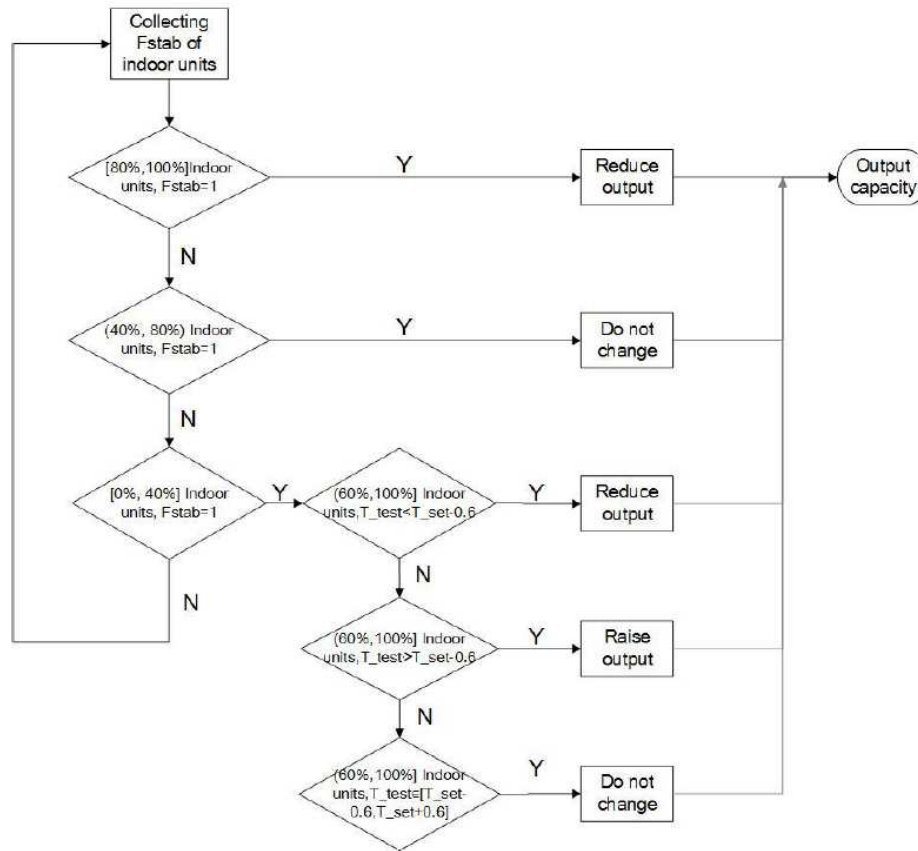 Collecting
Fstab of
indoor units
[80%,100%]Indoor
units, Fstab=1
Y
Reduce
output
Output
capacity
N
(40%, 80%) Indoor
units, Fstab=1
Y
Do not
change
N
[0%, 40%] Indoor
units, Fstab=1
Y
(60%,100%] Indoor
units,T_test<T_set-0.6
Y
Reduce
output
N
N
(60%,100%] Indoor
units,T_test>T_set-0.6
Y
Raise
output
N
(60%,100%] Indoor
units,T_test=[T_set-
0.6,T_set+0.6]
Y
Do not
change